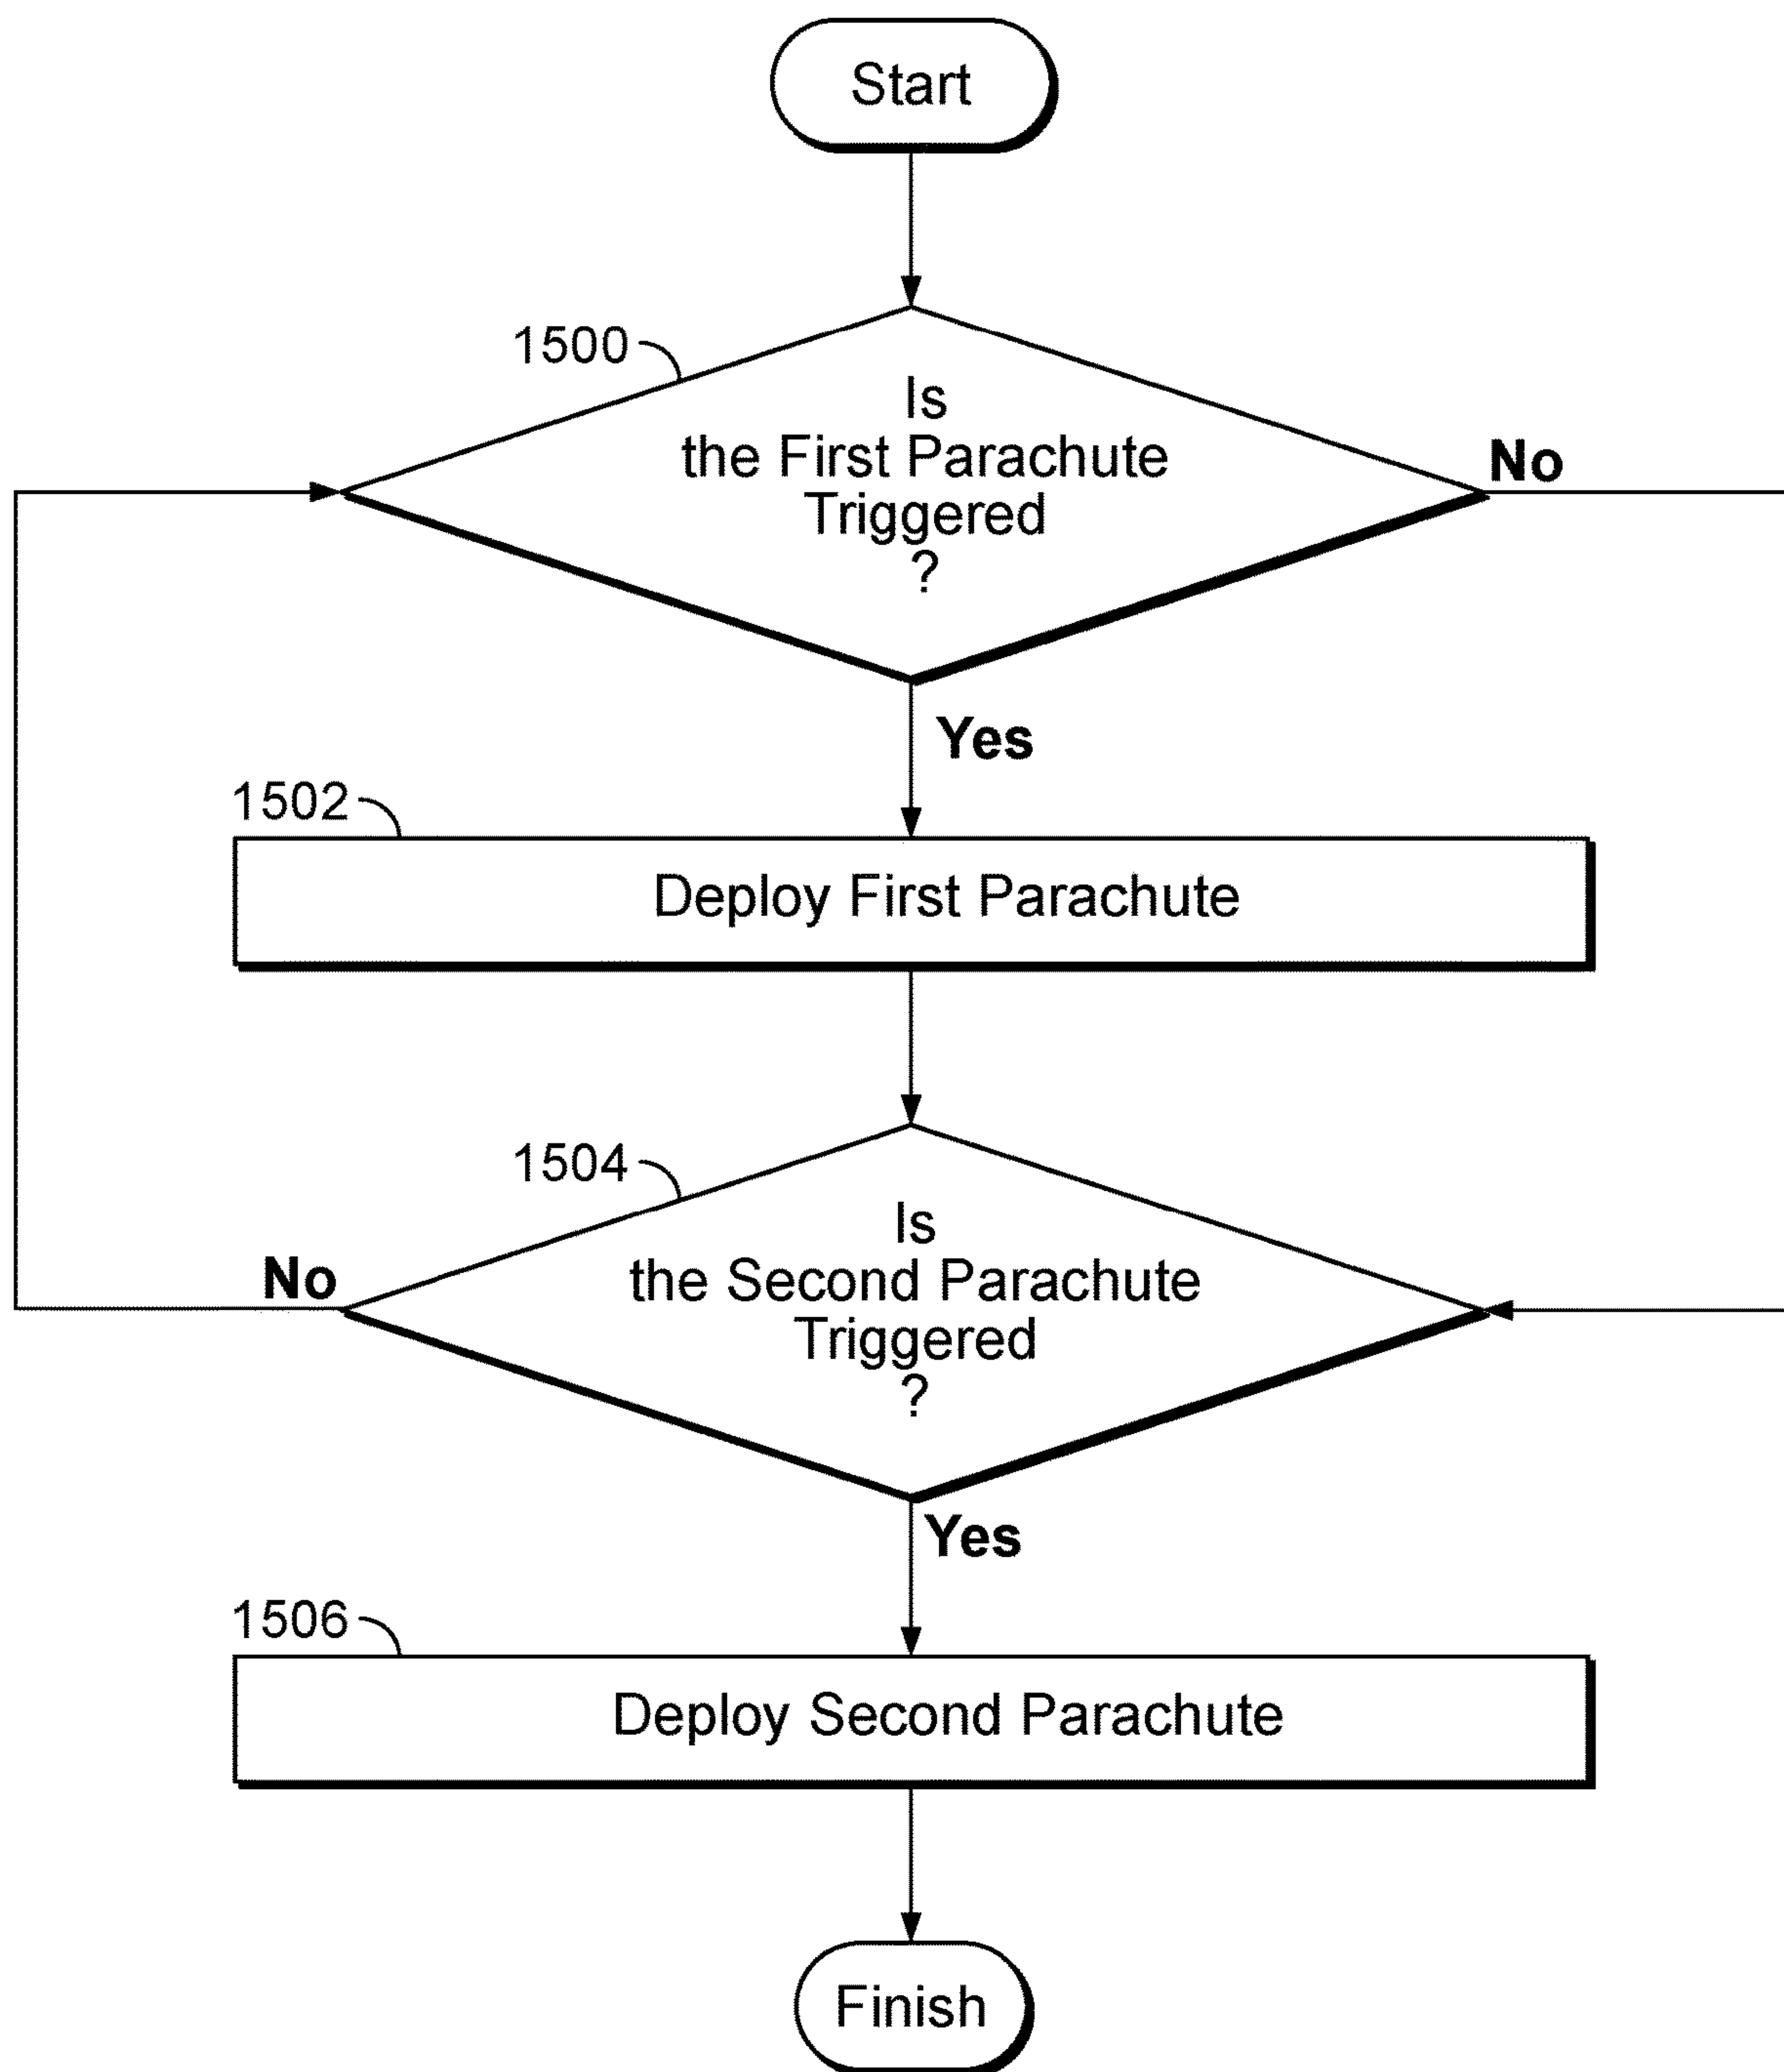 Start
1500
Is
the First Parachute
Triggered
?
No
Yes
1502
Deploy First Parachute
1504
Is
the Second Parachute
Triggered
?
No
Yes
1506
Deploy Second Parachute
Finish